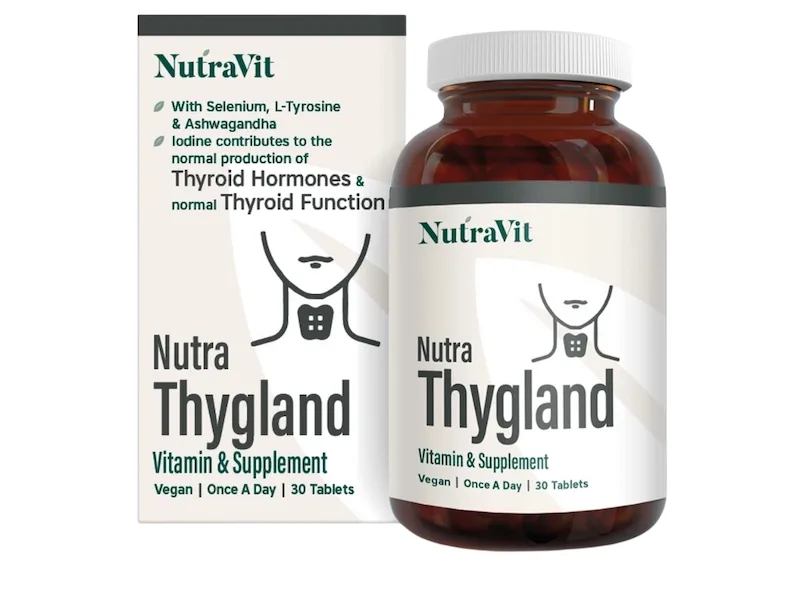 NutraVit
With Selenium, L-Tyrosine
& Ashwagandha
Iodine contributes to the
normal production of
Thyroid Hormones &
normal Thyroid Function
Nutra
Thygland
Vitamin & Supplement
Vegan | Once A Day | 30 Tablets
NutraVit
Nutra
Thygland
Vitamin & Supplement
Vegan | Once A Day | 30 Tablets